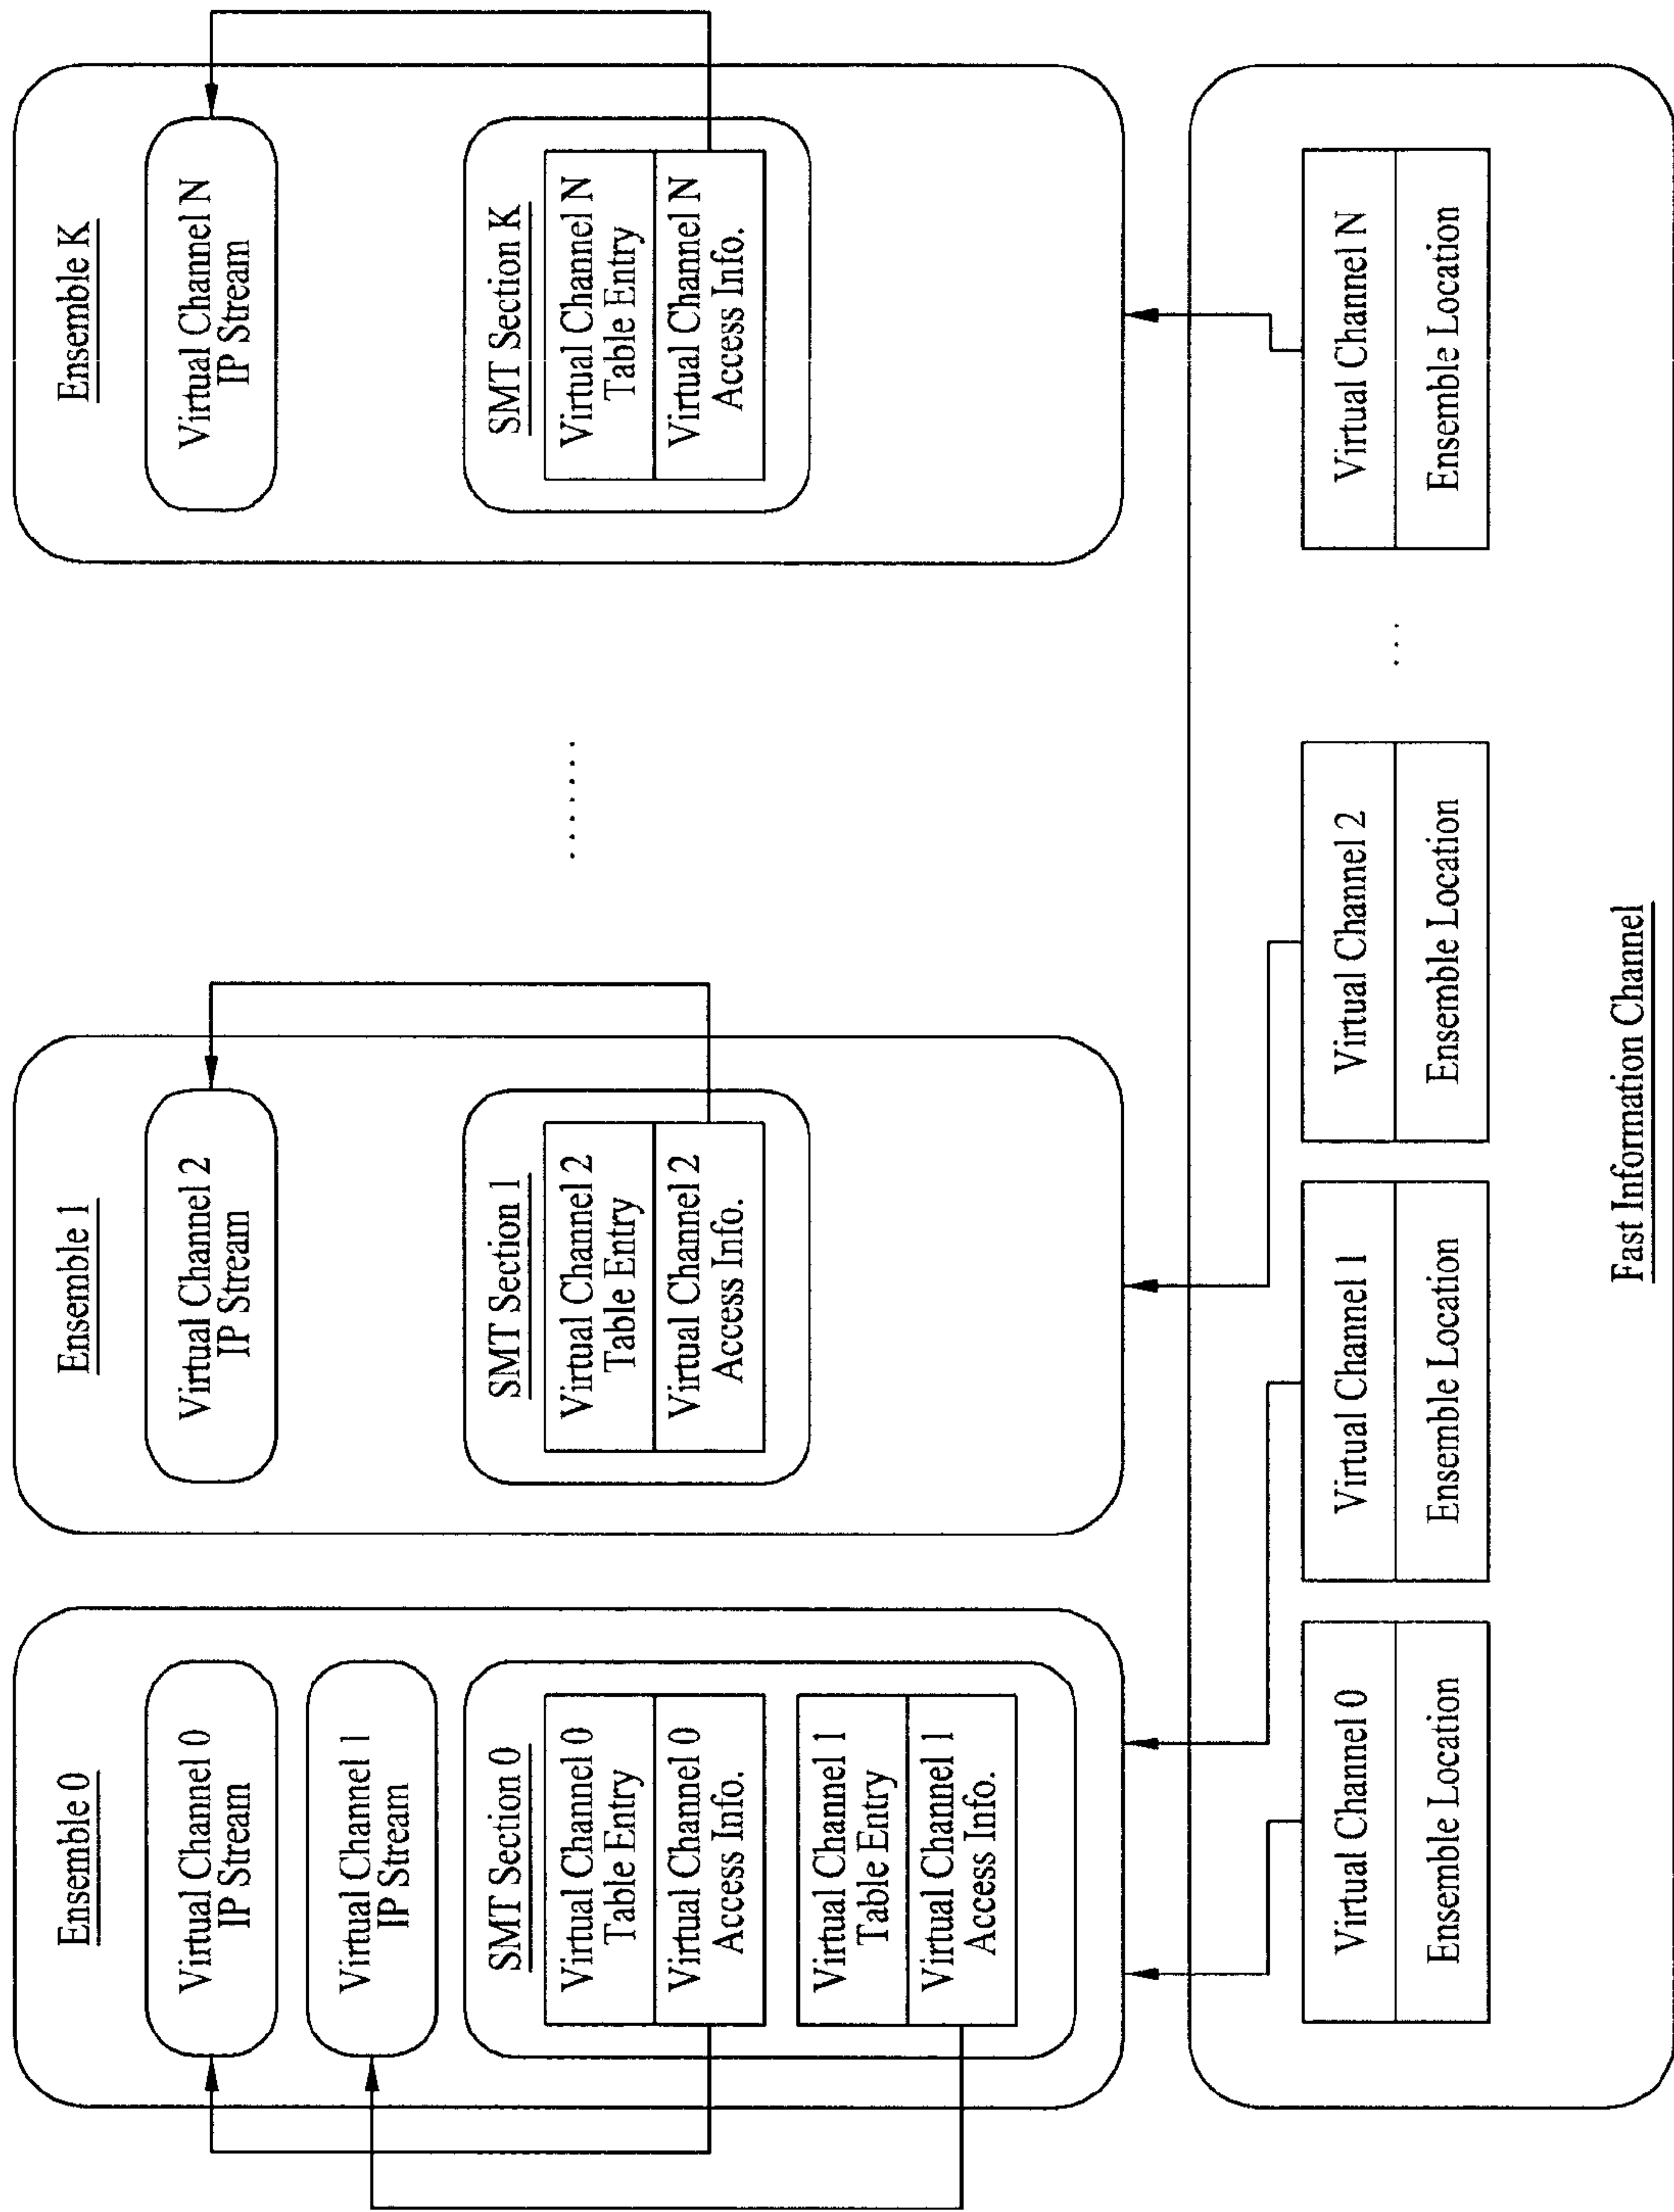 Ensemble 0
Virtual Channel 0
IP Stream
Virtual Channel 1
IP Stream
SMT Section 0
Virtual Channel 0
Table Entry
Virtual Channel 0
Access Info.
Virtual Channel 1
Table Entry
Virtual Channel 1
Access Info.
Ensemble 1
Virtual Channel 2
IP Stream
SMT Section 1
Virtual Channel 2
Table Entry
Virtual Channel 2
Access Info.
.......
Ensemble K
Virtual Channel N
IP Stream
SMT Section K
Virtual Channel N
Table Entry
Virtual Channel N
Access Info.
Virtual Channel 0
Ensemble Location
Virtual Channel 1
Ensemble Location
Virtual Channel 2
Ensemble Location
...
Virtual Channel N
Ensemble Location
Fast Information Channel